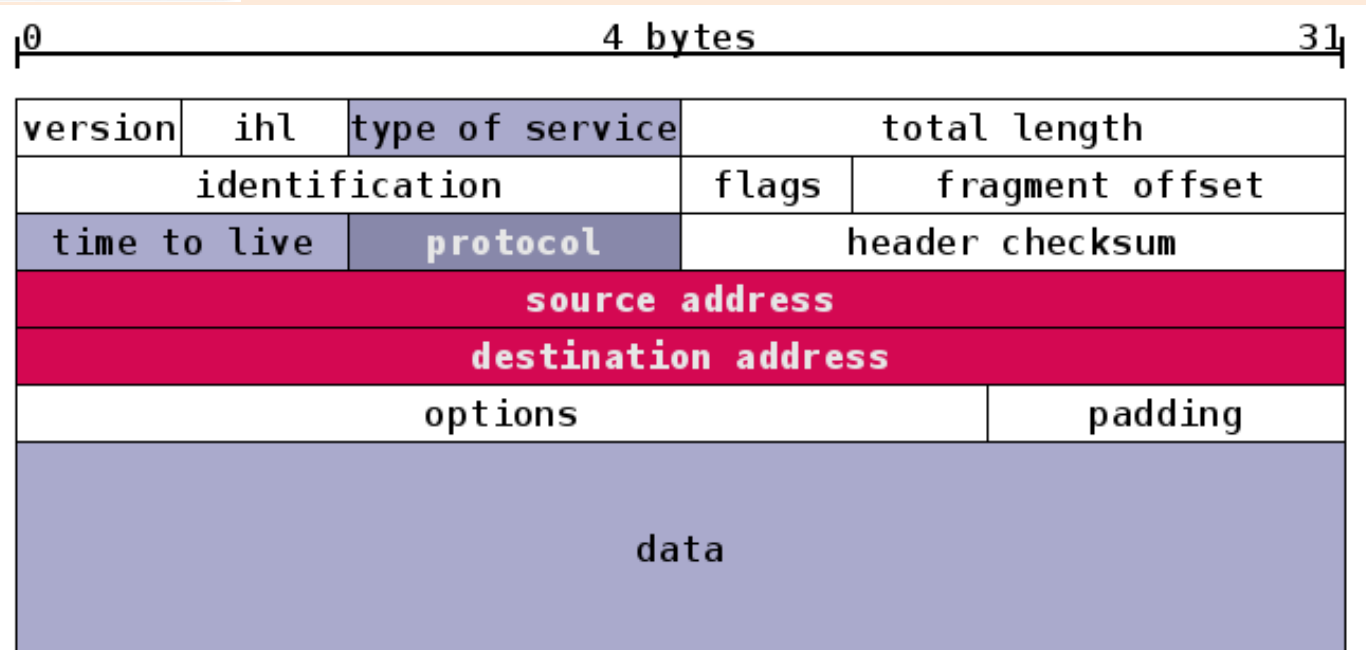 0 4 bytes 31
version ihl type of service total length
identification flags fragment offset
time to live protocol header checksum
source address
destination address
options padding
data